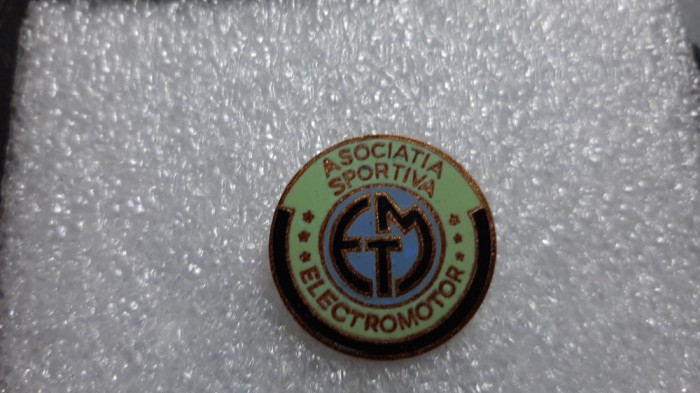 ASOCIATIA
SPORTIVA
EMT
ELECTROMOTOR